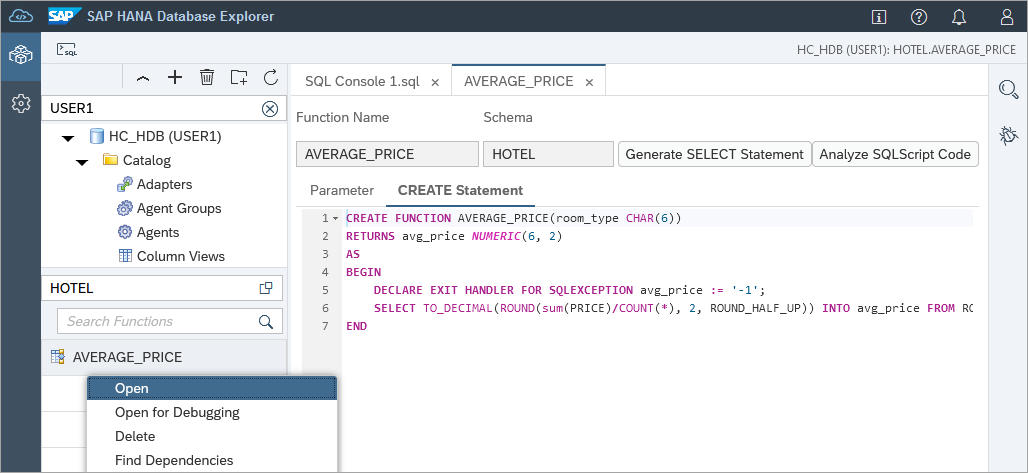 SAP SAP HANA Database Explorer
SQL
HC_HDB (USER1): HOTEL.AVERAGE_PRICE
SQL Console 1.sql × AVERAGE_PRICE ×
USER1
HC_HDB (USER1)
Catalog
Adapters
Agent Groups
Agents
Column Views
HOTEL
Search Functions
AVERAGE_PRICE
Open
Open for Debugging
Delete
Find Dependencies
Function Name Schema
AVERAGE_PRICE HOTEL Generate SELECT Statement Analyze SQLScript Code
Parameter CREATE Statement
1 CREATE FUNCTION AVERAGE_PRICE(room_type CHAR(6))
2 RETURNS avg_price NUMERIC(6, 2)
3 AS
4 BEGIN
5 DECLARE EXIT HANDLER FOR SQLEXCEPTION avg_price := '-1';
6 SELECT TO_DECIMAL(ROUND(sum(PRICE)/COUNT(*), 2, ROUND_HALF_UP)) INTO avg_price FROM
7 END